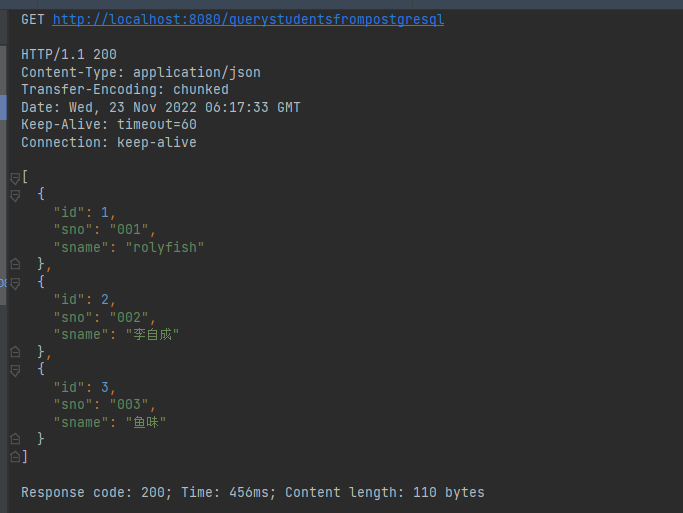 GET http://localhost:8080/querystudentsfrompostgresql
HTTP/1.1 200
Content-Type: application/json
Transfer-Encoding: chunked
Date: Wed, 23 Nov 2022 06:17:33 GMT
Keep-Alive: timeout=60
Connection: keep-alive
[
  {
    "id": 1,
    "sno": "001",
    "sname": "rolyfish"
  },
  {
    "id": 2,
    "sno": "002",
    "sname": "李自成"
  },
  {
    "id": 3,
    "sno": "003",
    "sname": "鱼味"
  }
]
Response code: 200; Time: 456ms; Content length: 110 bytes